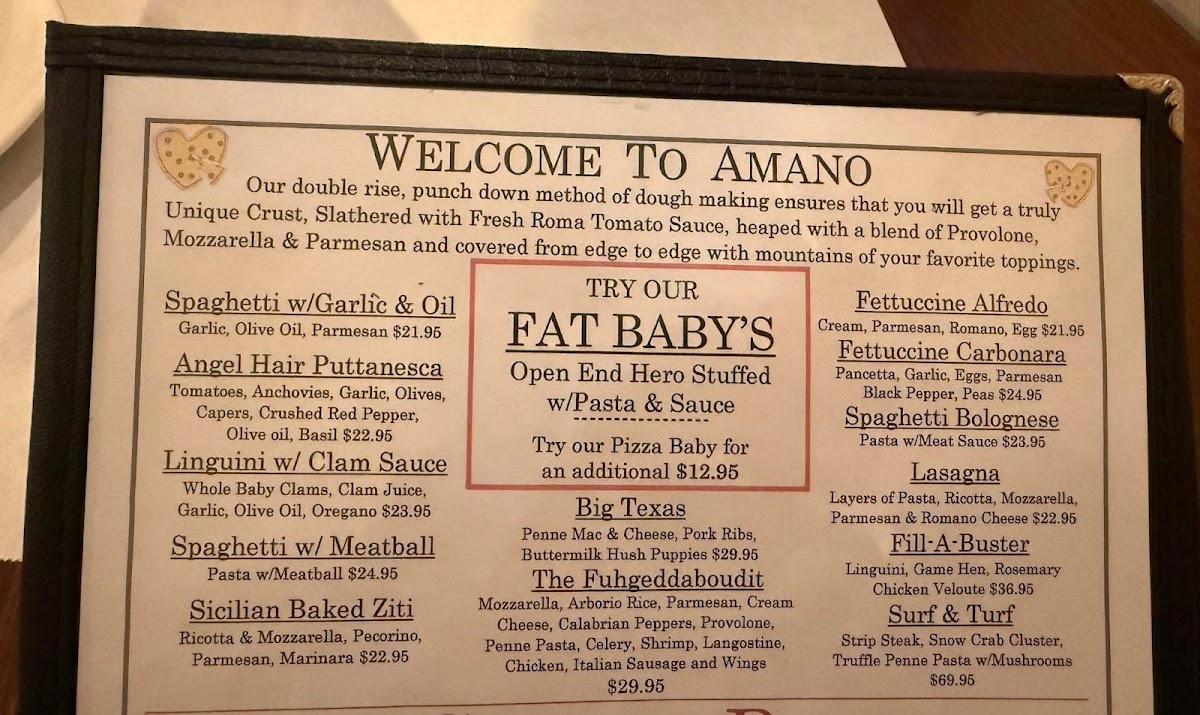 WELCOME TO AMANO
Our double rise, punch down method of dough making ensures that you will get a truly
Unique Crust, Slathered with Fresh Roma Tomato Sauce, heaped with a blend of Provolone,
Mozzarella & Parmesan and covered from edge to edge with mountains of your favorite toppings.
Spaghetti w/Garlic & Oil
Garlic, Olive Oil, Parmesan $21.95
Angel Hair Puttanesca
Tomatoes, Anchovies, Garlic, Olives,
Capers, Crushed Red Pepper,
Olive oil, Basil $22.95
Linguini w/ Clam Sauce
Whole Baby Clams, Clam Juice,
Garlic, Olive Oil, Oregano $23.95
Spaghetti w/ Meatball
Pasta w/Meatball $24.95
Sicilian Baked Ziti
Ricotta & Mozzarella, Pecorino,
Parmesan, Marinara $22.95
TRY OUR
FAT BABY'S
Open End Hero Stuffed
w/Pasta & Sauce
Try our Pizza Baby for
an additional $12.95
Big Texas
Penne Mac & Cheese, Pork Ribs,
Buttermilk Hush Puppies $29.95
The Fuhgeddaboudit
Mozzarella, Arborio Rice, Parmesan, Cream
Cheese, Calabrian Peppers, Provolone,
Penne Pasta, Celery, Shrimp, Langostine,
Chicken, Italian Sausage and Wings
$29.95
Fettuccine Alfredo
Cream, Parmesan, Romano, Egg $21.95
Fettuccine Carbonara
Pancetta, Garlic, Eggs, Parmesan
Black Pepper, Peas $24.95
Spaghetti Bolognese
Pasta w/Meat Sauce $23.95
Lasagna
Layers of Pasta, Ricotta, Mozzarella,
Parmesan & Romano Cheese $22.95
Fill-A-Buster
Linguini, Game Hen, Rosemary
Chicken Veloute $36.95
Surf & Turf
Strip Steak, Snow Crab Cluster,
Truffle Penne Pasta w/Mushrooms
$69.95